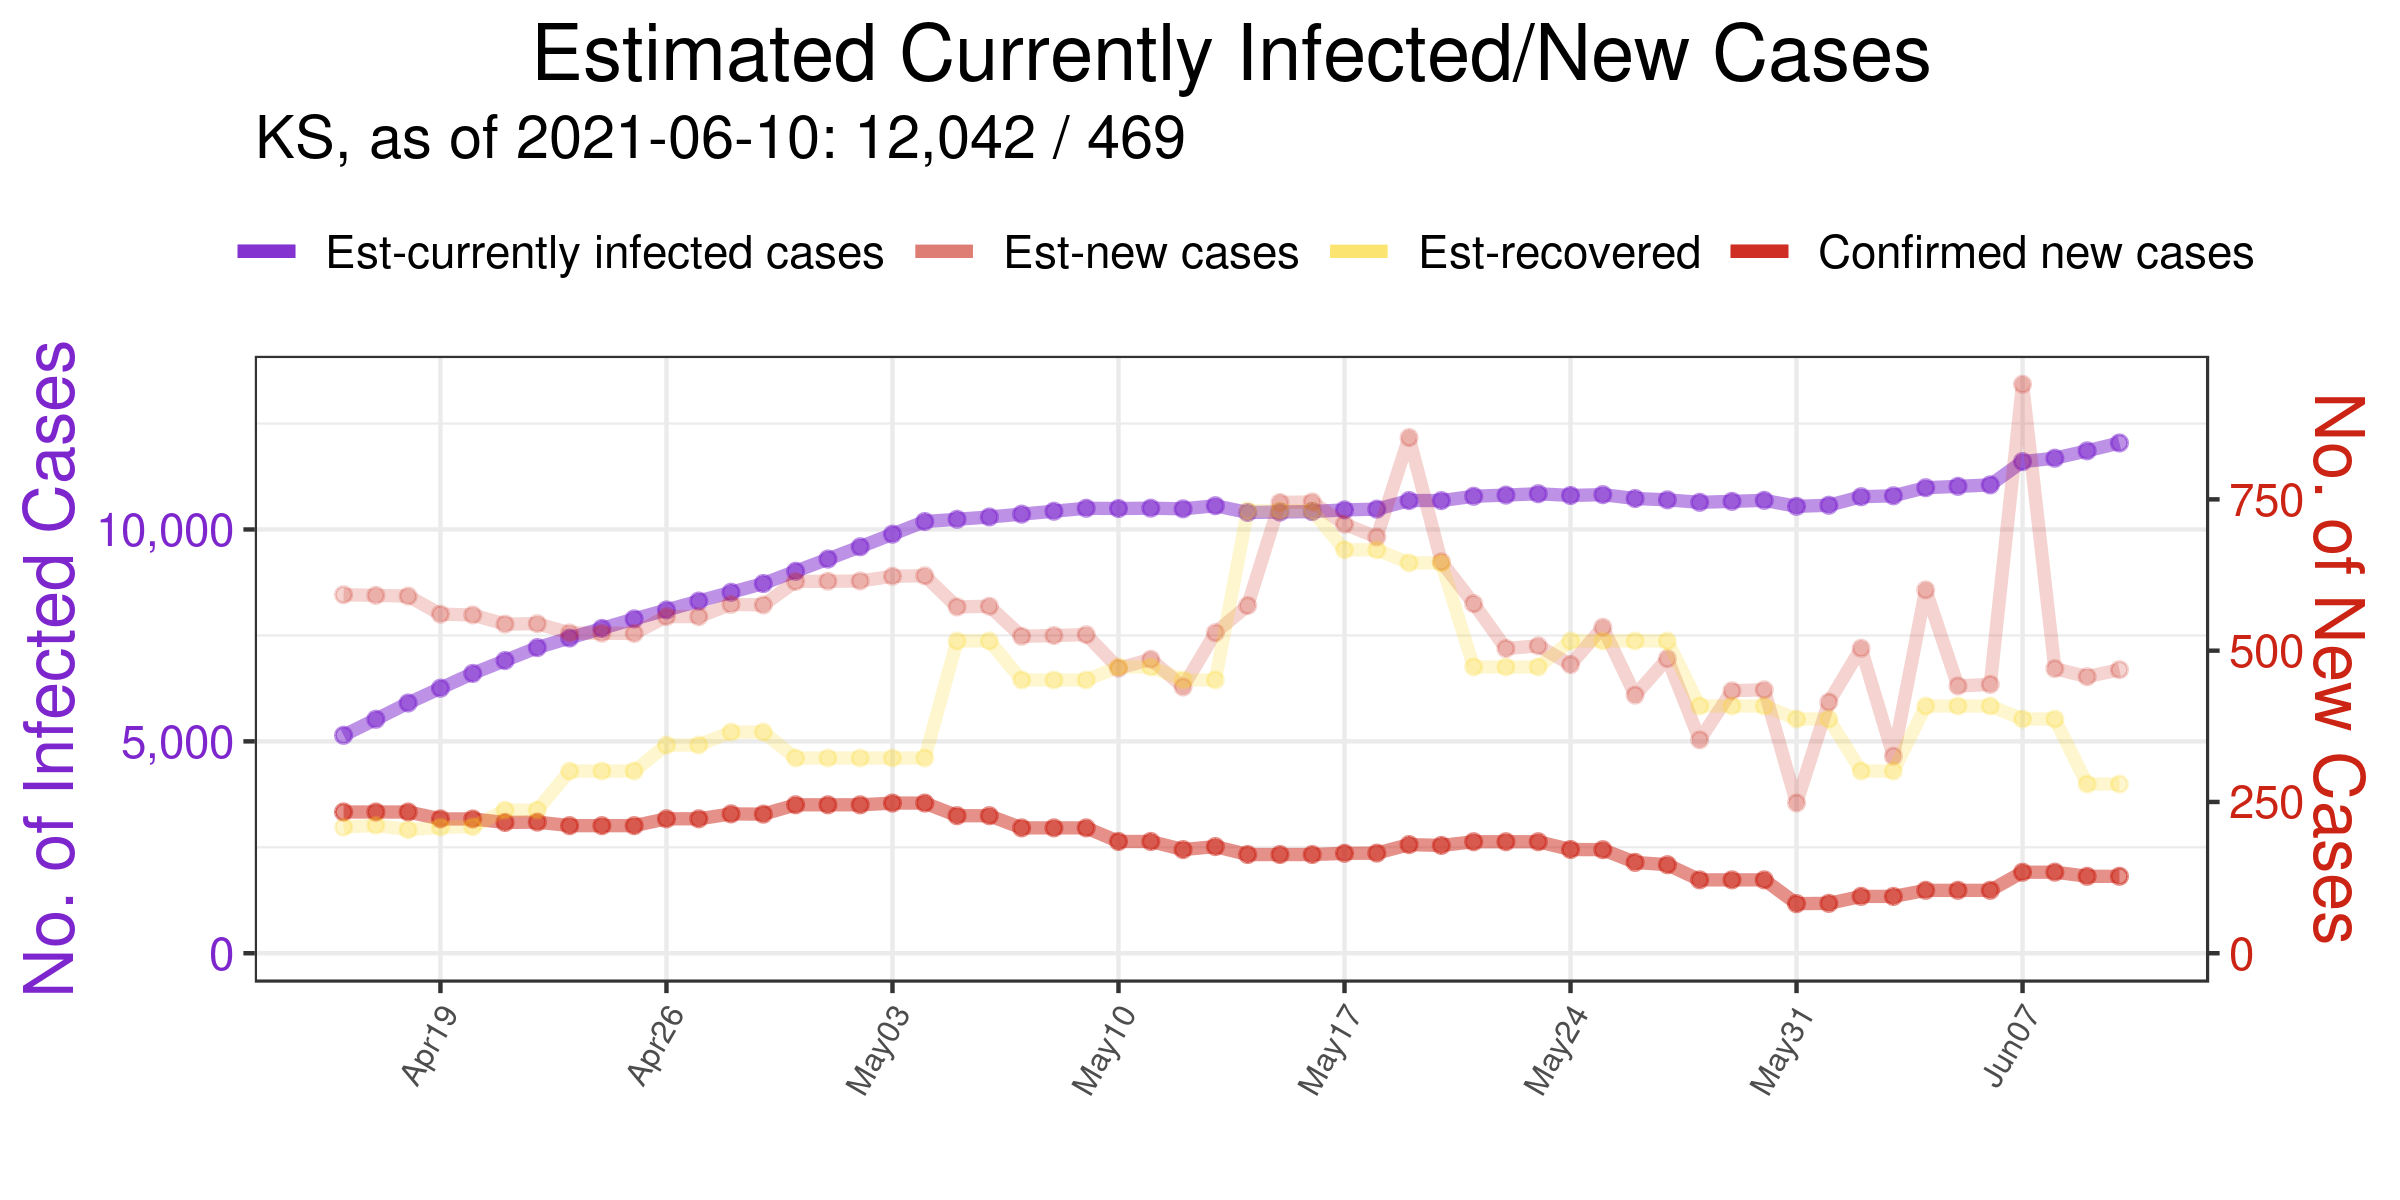 Estimated Currently Infected/New Cases
KS, as of 2021-06-10: 12,042 / 469
Est-currently infected cases Est-new cases Est-recovered Confirmed new cases
No. of Infected Cases
10,000
5,000
0
750
500
250
0
No. of New Cases
Apr19 Apr26 May03 May10 May17 May24 May31 Jun07